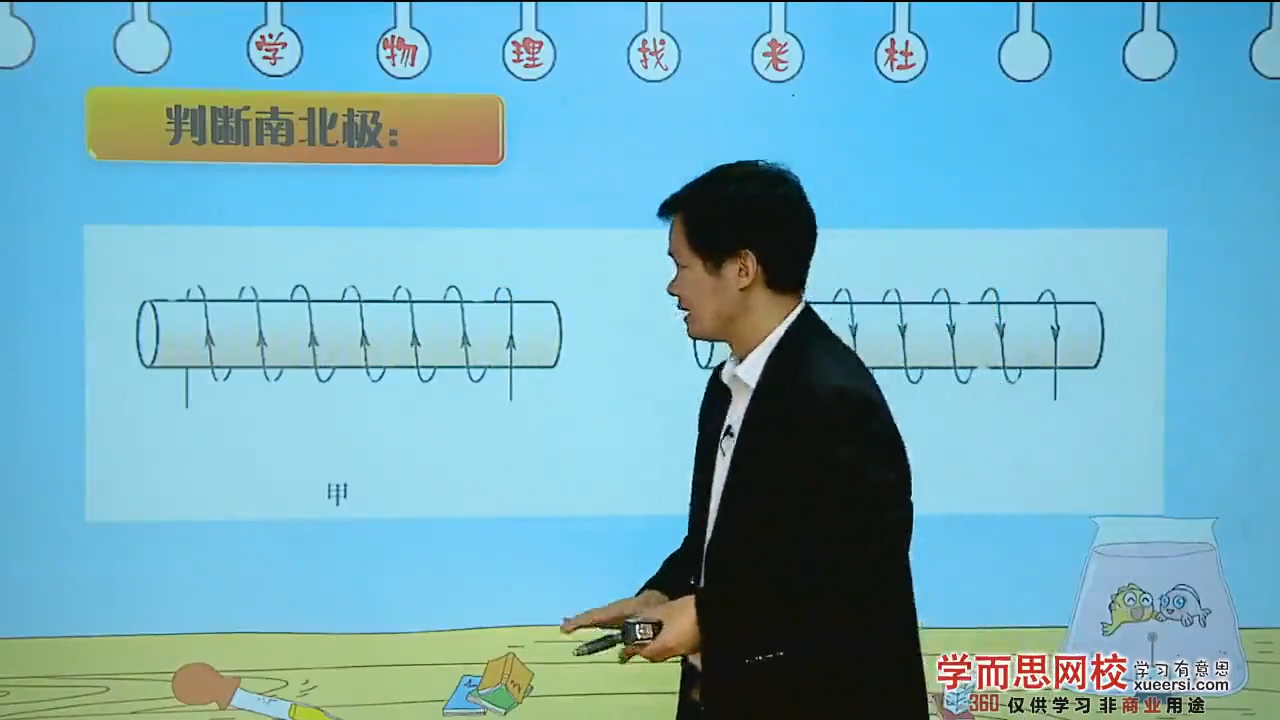 学物理找老杜
判断南北极:
甲
学而思网校 学习有意思
xueersi.com
360 仅供学习 非商业用途